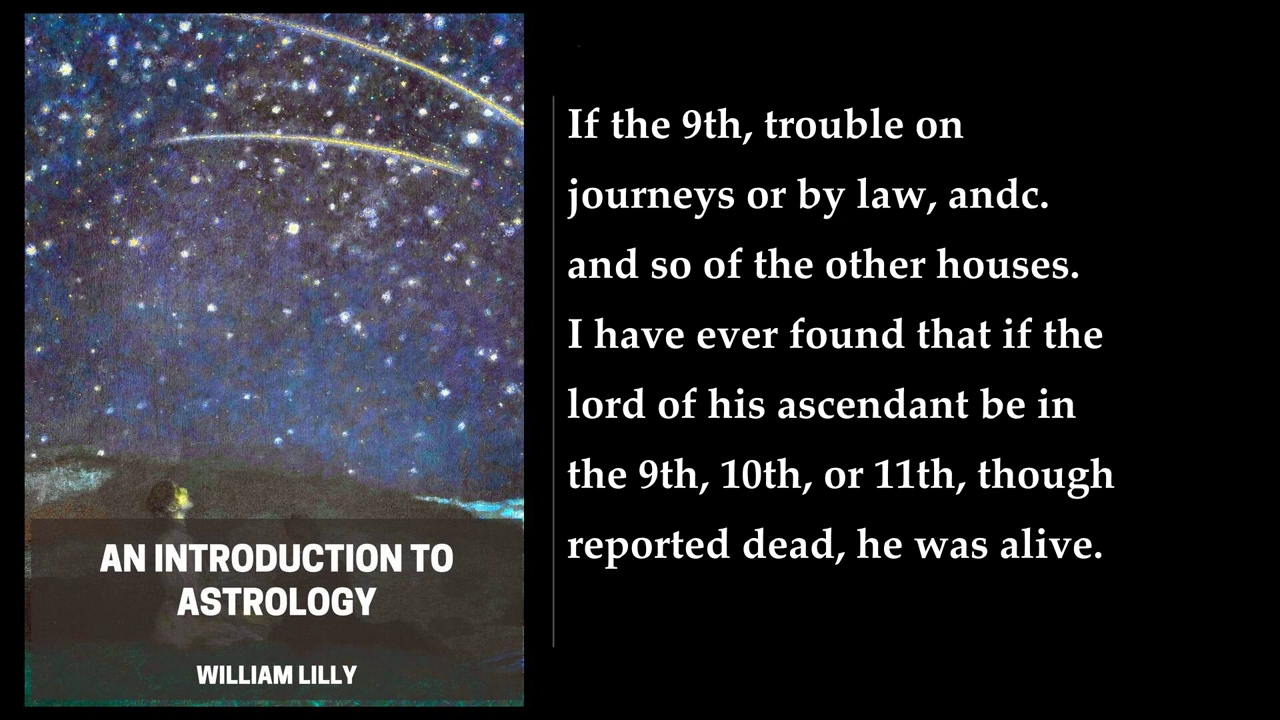 If the 9th, trouble on
journeys or by law, andc.
and so of the other houses.
I have ever found that if the
lord of his ascendant be in
the 9th, 10th, or 11th, though
reported dead, he was alive.
AN INTRODUCTION TO
ASTROLOGY
WILLIAM LILLY